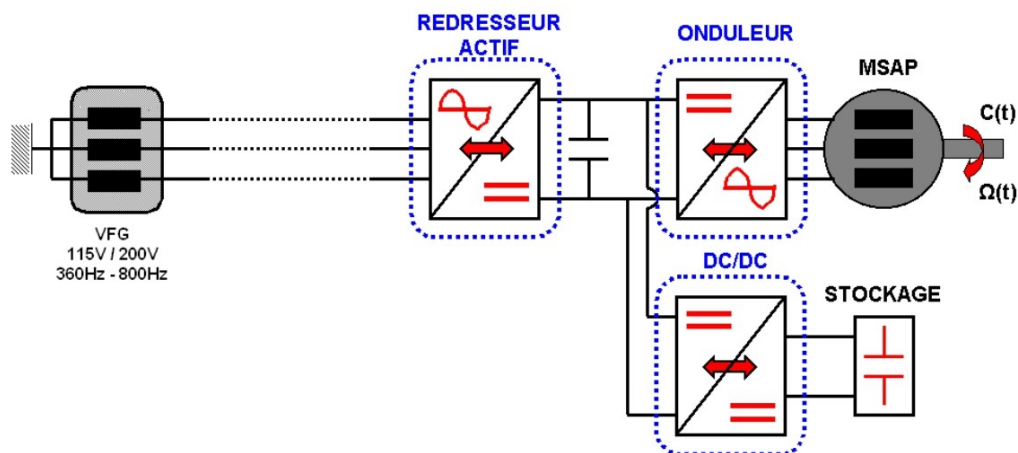 REDRESSEUR
ACTIF
ONDULEUR
MSAP
C(t)
Ω(t)
VFG
115V / 200V
360Hz - 800Hz
DC/DC
STOCKAGE